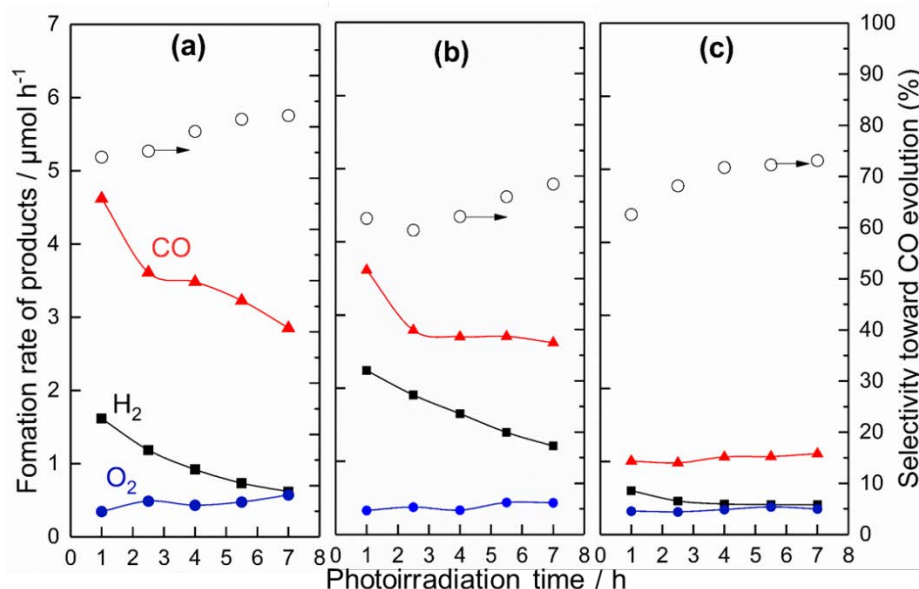 (a)
(b)
(c)
Fomation rate of products / μmol h⁻¹
7
6
5
4
3
2
1
0
CO
H₂
O₂
100
90
80
70
60
50
40
30
20
10
0
Selectivity toward CO evolution (%)
0 1 2 3 4 5 6 7 8
0 1 2 3 4 5 6 7 8
0 1 2 3 4 5 6 7 8
Photoirradiation time / h